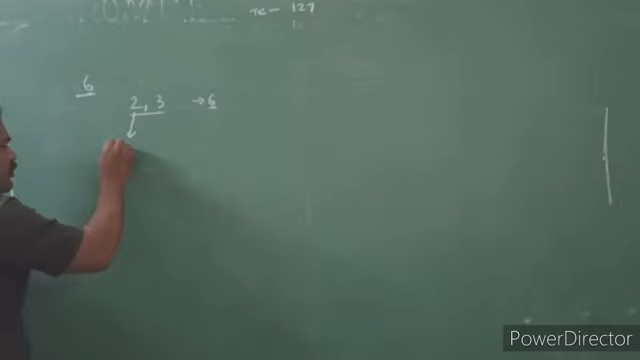 127
6
2, 3 → 6
PowerDirector